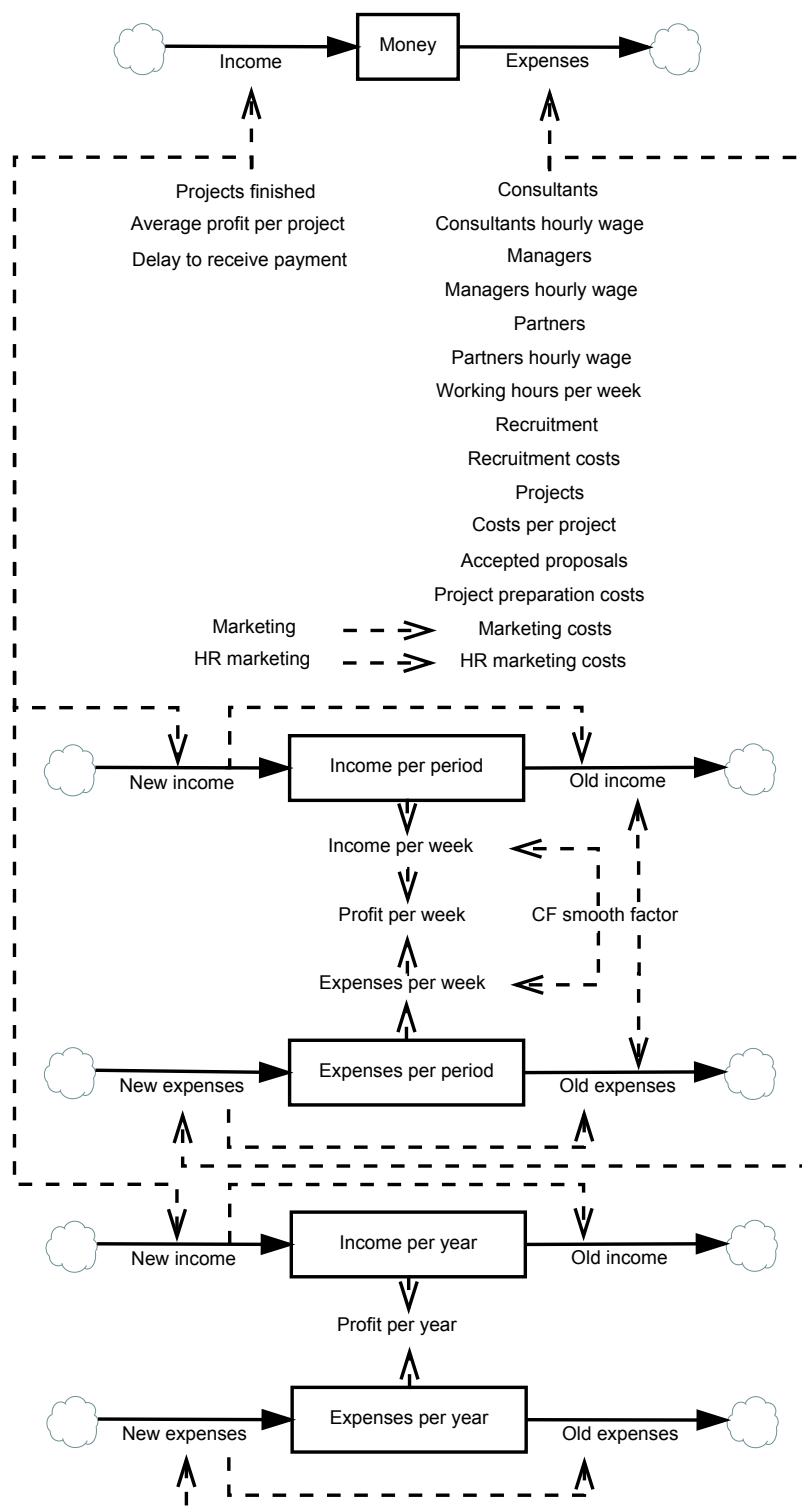 Income
Money
Expenses
Projects finished
Average profit per project
Delay to receive payment
Consultants
Consultants hourly wage
Managers
Managers hourly wage
Partners
Partners hourly wage
Working hours per week
Recruitment
Recruitment costs
Projects
Costs per project
Accepted proposals
Project preparation costs
Marketing
Marketing costs
HR marketing
HR marketing costs
New income
Income per period
Old income
Income per week
Profit per week
CF smooth factor
Expenses per week
New expenses
Expenses per period
Old expenses
New income
Income per year
Old income
Profit per year
New expenses
Expenses per year
Old expenses